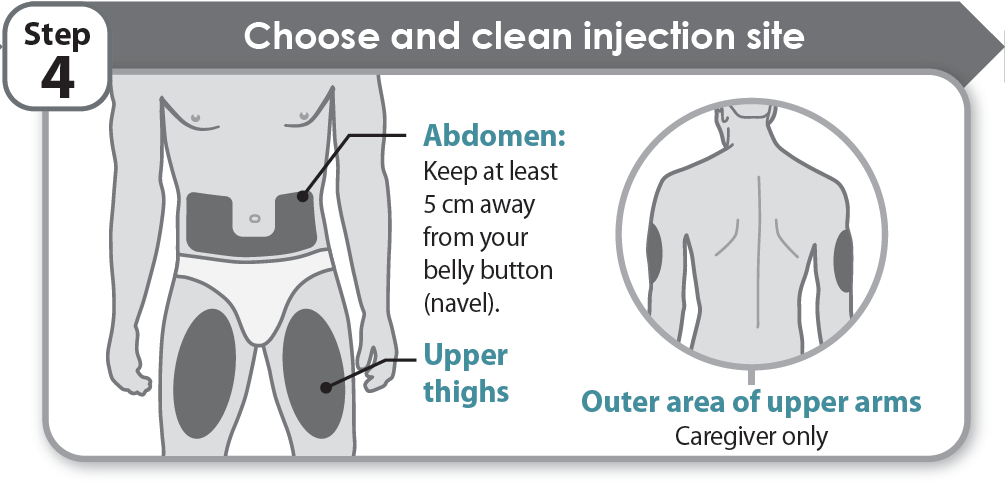 Step
4
Choose and clean injection site
Abdomen:
Keep at least
5 cm away
from your
belly button
(navel).
Upper
thighs
Outer area of upper arms
Caregiver only